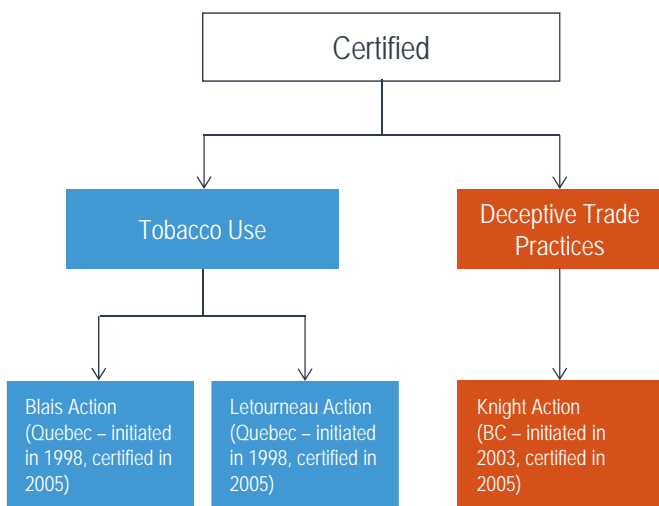 Certified
Tobacco Use
Deceptive Trade
Practices
Blais Action
(Quebec – initiated
in 1998, certified in
2005)
Letourneau Action
(Quebec – initiated
in 1998, certified in
2005)
Knight Action
(BC – initiated in
2003, certified in
2005)